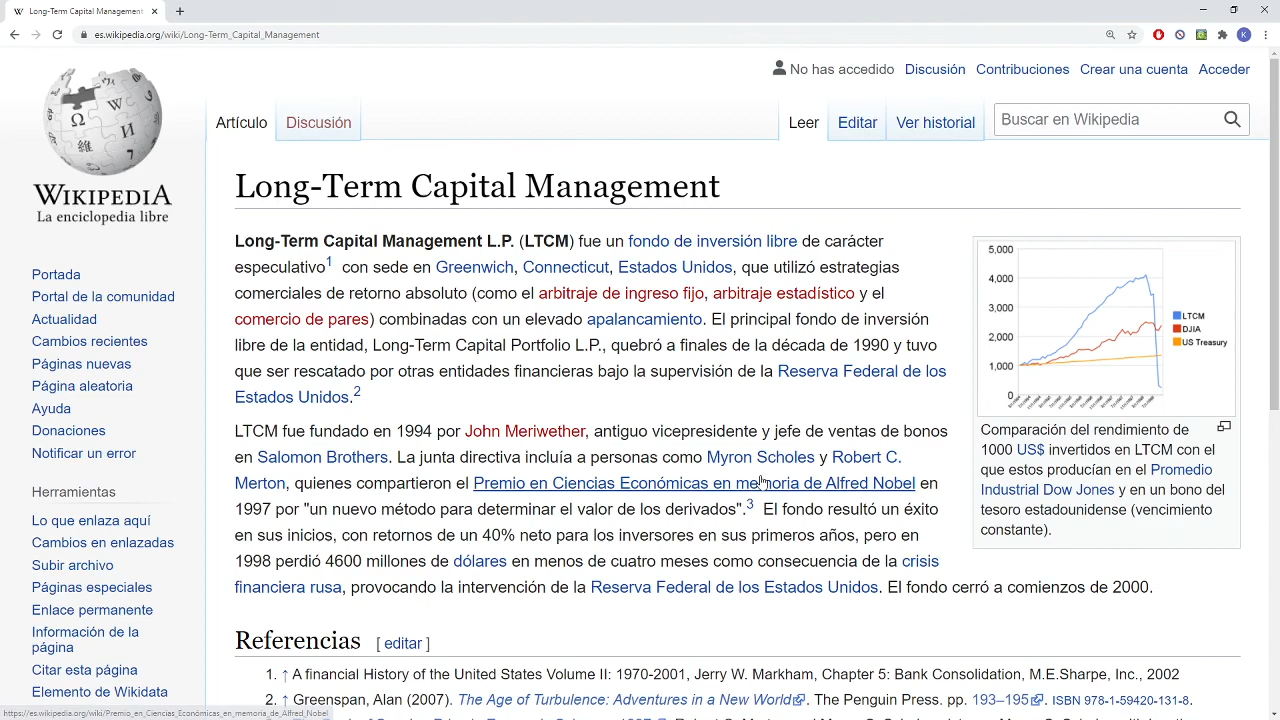 Long-Term Capital Management
es.wikipedia.org/wiki/Long-Term_Capital_Management
K
No has accedido Discusión Contribuciones Crear una cuenta Acceder
Artículo Discusión Leer Editar Ver historial Buscar en Wikipedia
WIKIPEDIA
La enciclopedia libre
Portada
Portal de la comunidad
Actualidad
Cambios recientes
Páginas nuevas
Página aleatoria
Ayuda
Donaciones
Notificar un error
Herramientas
Lo que enlaza aquí
Cambios en enlazadas
Subir archivo
Páginas especiales
Enlace permanente
Información de la
página
Citar esta página
Elemento de Wikidata
Long-Term Capital Management
Long-Term Capital Management L.P. (LTCM) fue un fondo de inversión libre de carácter
especulativo1 con sede en Greenwich, Connecticut, Estados Unidos, que utilizó estrategias
comerciales de retorno absoluto (como el arbitraje de ingreso fijo, arbitraje estadístico y el
comercio de pares) combinadas con un elevado apalancamiento. El principal fondo de inversión
libre de la entidad, Long-Term Capital Portfolio L.P., quebró a finales de la década de 1990 y tuvo
que ser rescatado por otras entidades financieras bajo la supervisión de la Reserva Federal de los
Estados Unidos.2
LTCM fue fundado en 1994 por John Meriwether, antiguo vicepresidente y jefe de ventas de bonos
en Salomon Brothers. La junta directiva incluía a personas como Myron Scholes y Robert C.
Merton, quienes compartieron el Premio en Ciencias Económicas en memoria de Alfred Nobel en
1997 por "un nuevo método para determinar el valor de los derivados".3 El fondo resultó un éxito
en sus inicios, con retornos de un 40% neto para los inversores en sus primeros años, pero en
1998 perdió 4600 millones de dólares en menos de cuatro meses como consecuencia de la crisis
financiera rusa, provocando la intervención de la Reserva Federal de los Estados Unidos. El fondo cerró a comienzos de 2000.
5,000
4,000
3,000
2,000
1,000
0
LTCM
DJIA
US Treasury
Comparación del rendimiento de
1000 US$ invertidos en LTCM con el
que estos producían en el Promedio
Industrial Dow Jones y en un bono del
tesoro estadounidense (vencimiento
constante).
Referencias [ editar ]
1. ↑ A financial History of the United States Volume II: 1970-2001, Jerry W. Markham, Chapter 5: Bank Consolidation, M.E.Sharpe, Inc., 2002
2. ↑ Greenspan, Alan (2007). The Age of Turbulence: Adventures in a New World. The Penguin Press. pp. 193–195. ISBN 978-1-59420-131-8.
https://es.wikipedia.org/wiki/Premio_en_Ciencias_Económicas_en_memoria_de_Alfred_Nobel